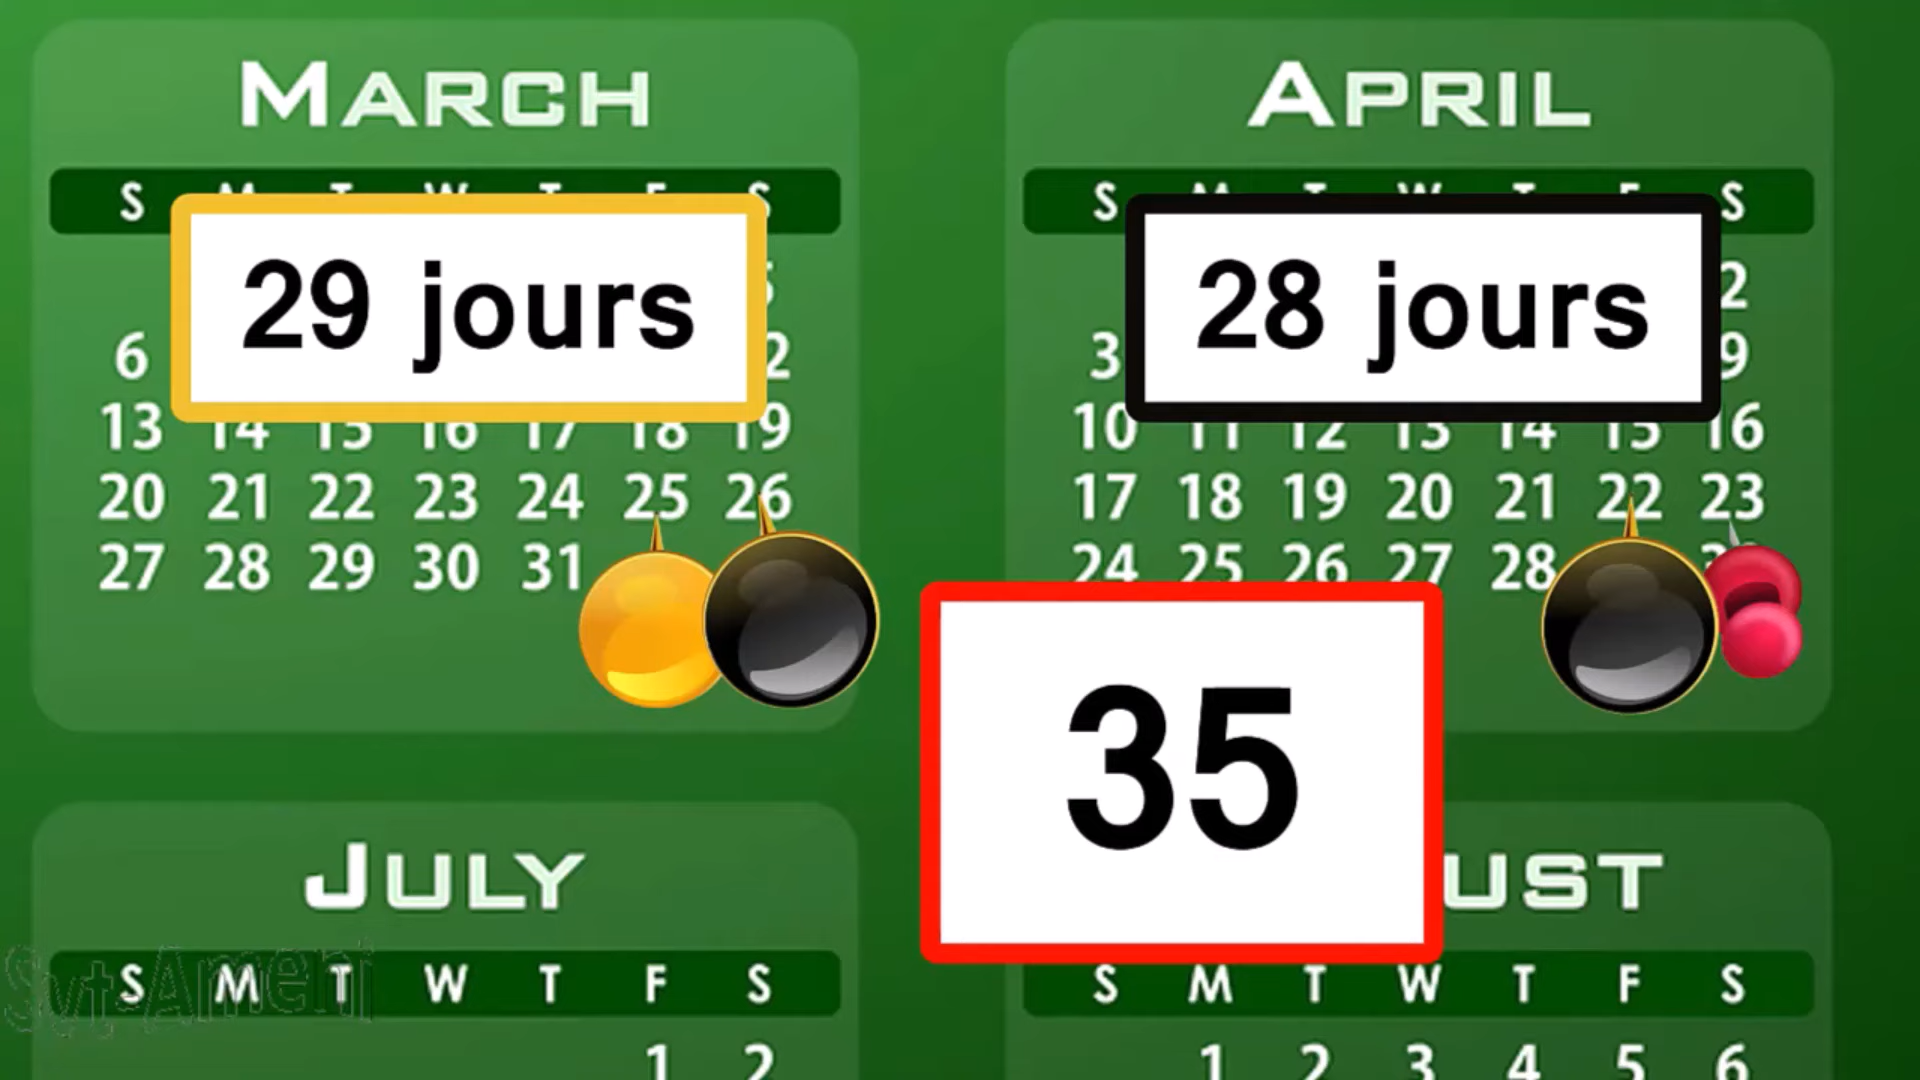 MARCH
S M T W T F S
29 jours
6
13 14 15 16 17 18 19
20 21 22 23 24 25 26
27 28 29 30 31
APRIL
S M T W T F S
28 jours
2
3 9
10 11 12 13 14 15 16
17 18 19 20 21 22 23
24 25 26 27 28
35
JULY
S M T W T F S
1 2
UST
S M T W T F S
1 2 3 4 5 6
Svt-Ameni